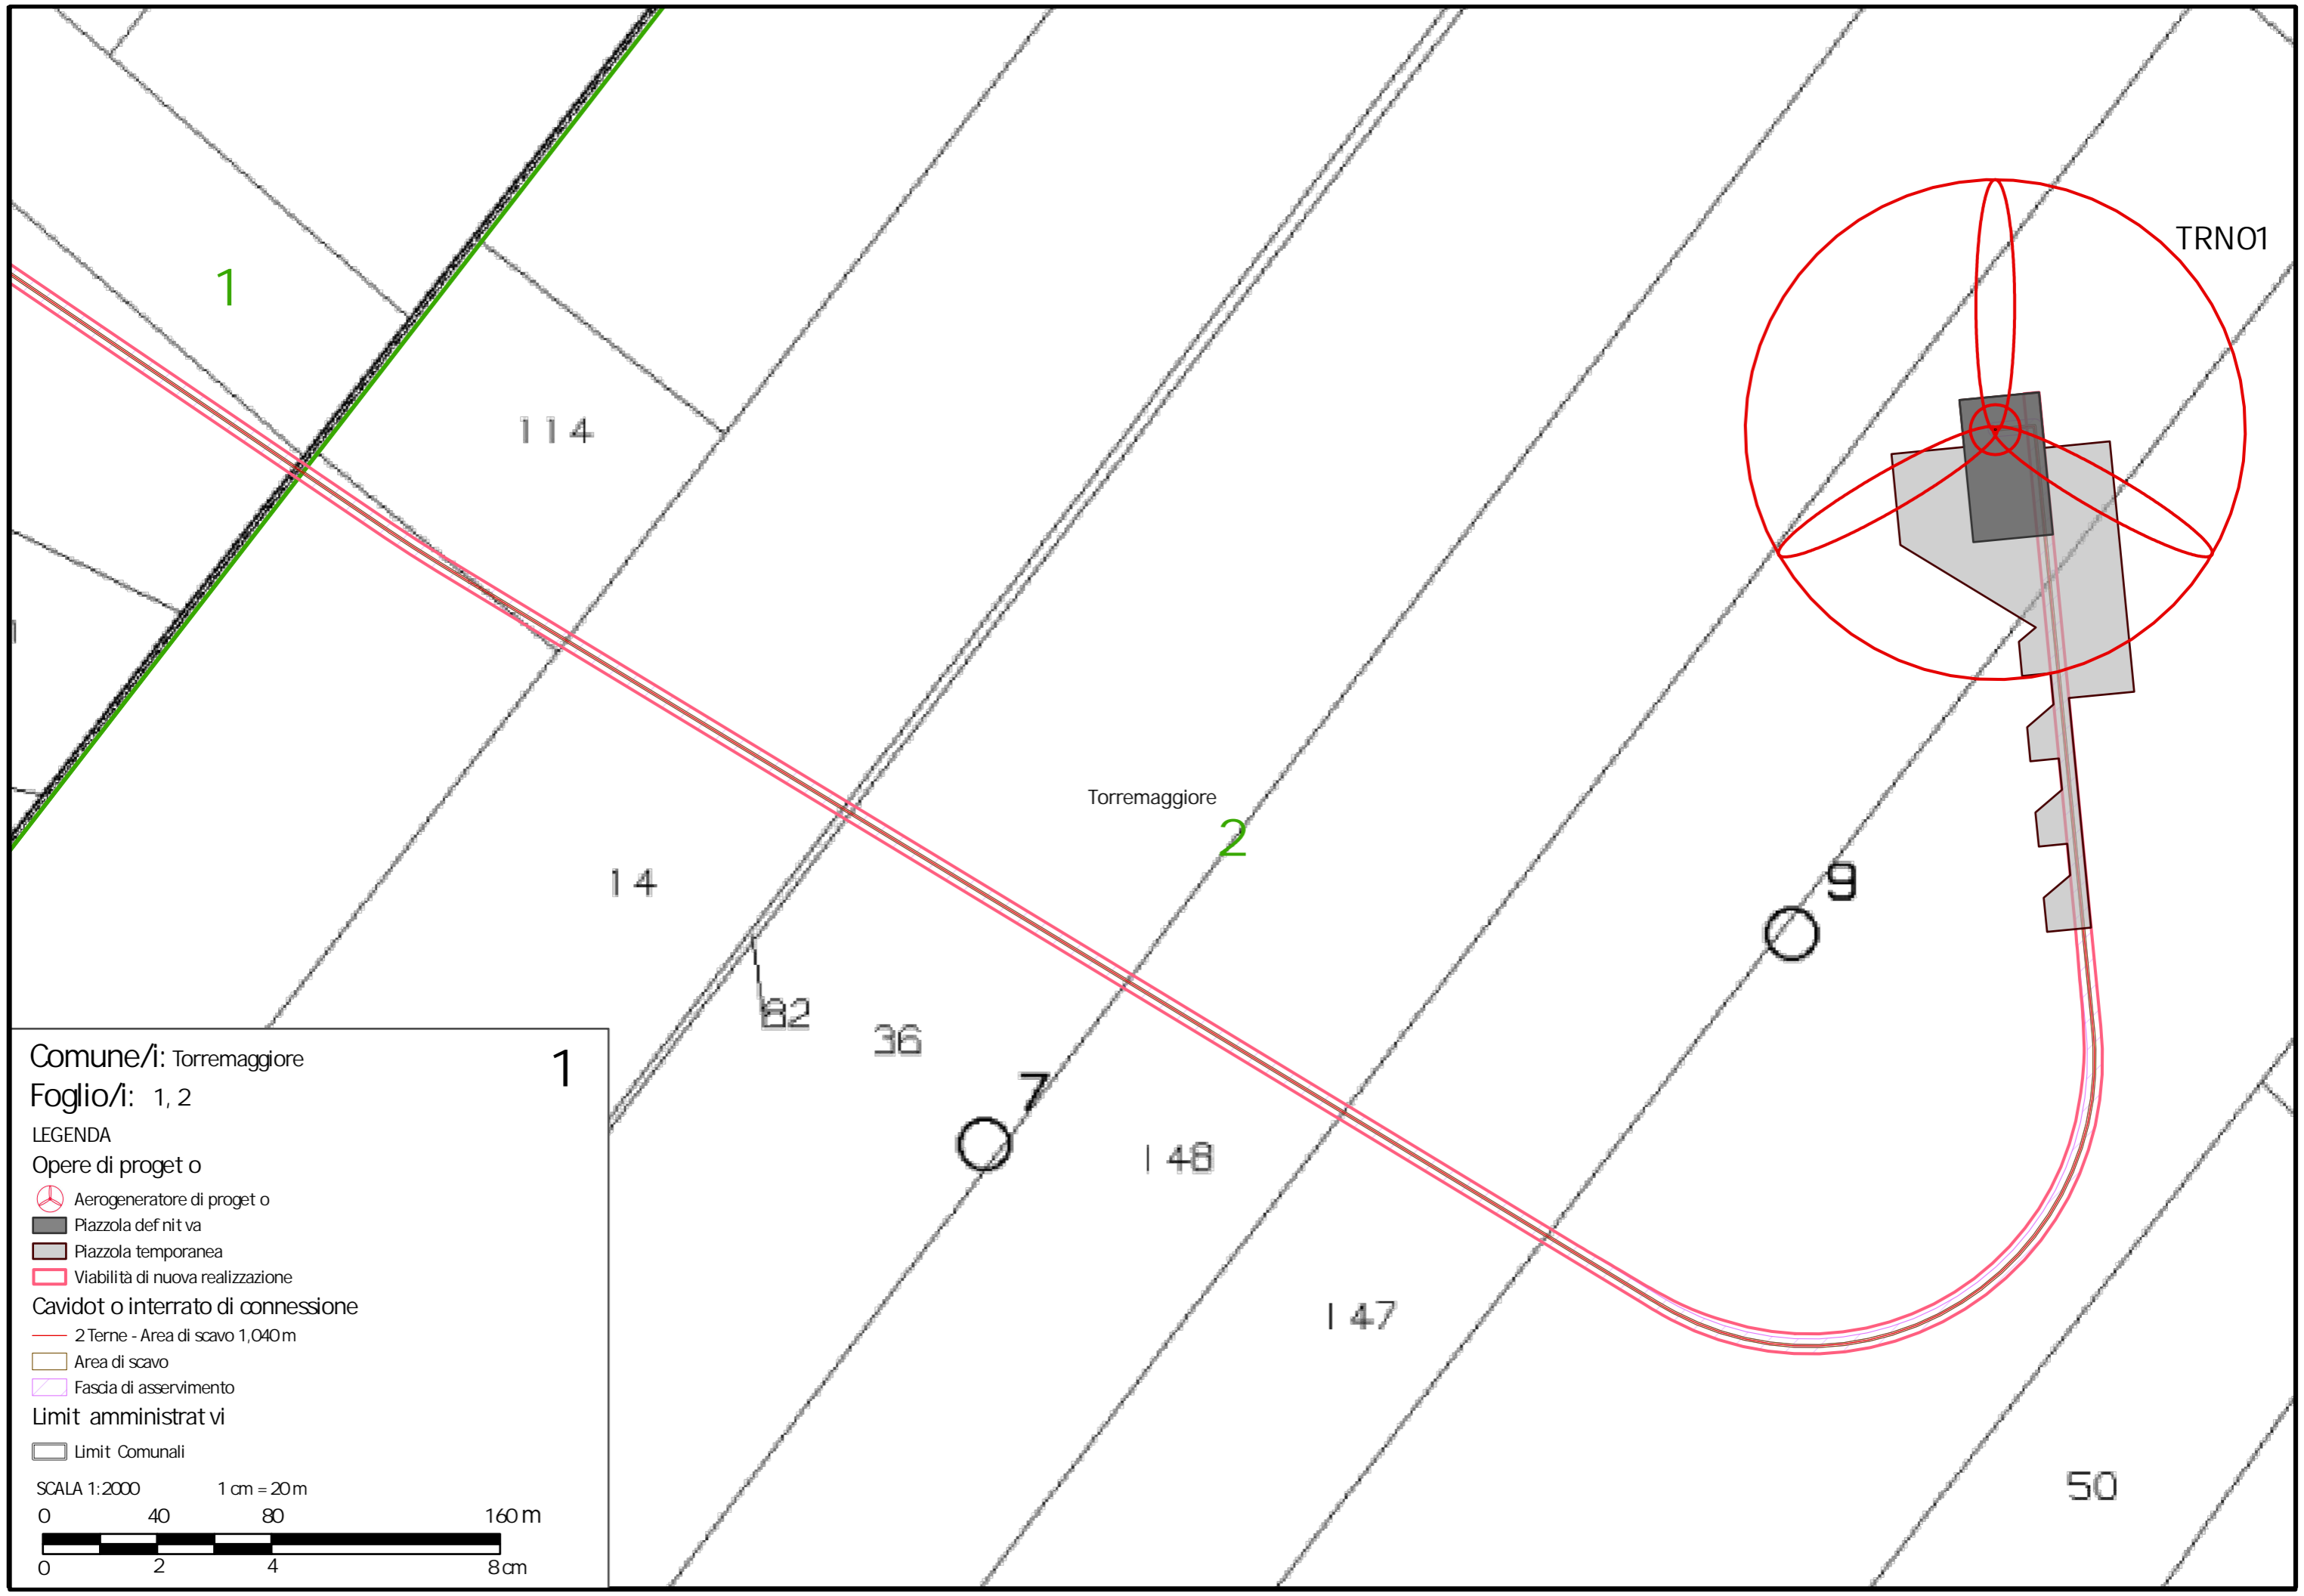 TRN01
1
114
Torremaggiore
2
14
9
82
36
7
148
147
50
Comune/i: Torremaggiore
1
Foglio/i: 1, 2
LEGENDA
Opere di proget o
Aerogeneratore di proget o
Piazzola def nit va
Piazzola temporanea
Viabilità di nuova realizzazione
Cavidot o interrato di connessione
2 Terne - Area di scavo 1,040 m
Area di scavo
Fascia di asservimento
Limit amministrat vi
Limit Comunali
SCALA 1:2000 1 cm = 20 m
0 40 80 160 m
0 2 4 8 cm